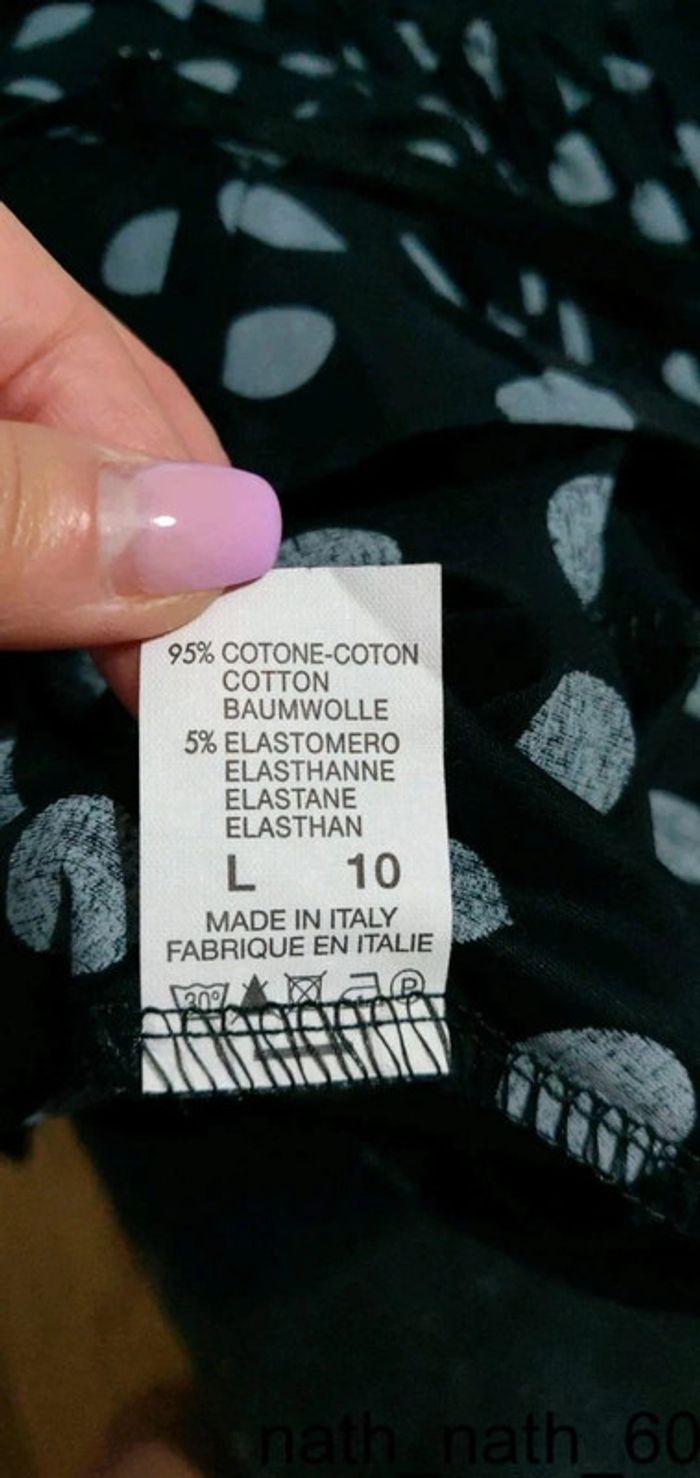 95% COTONE-COTON
COTTON
BAUMWOLLE
5% ELASTOMERO
ELASTHANNE
ELASTANE
ELASTHAN
L 10
MADE IN ITALY
FABRIQUE EN ITALIE
30° P
nath_nath_60